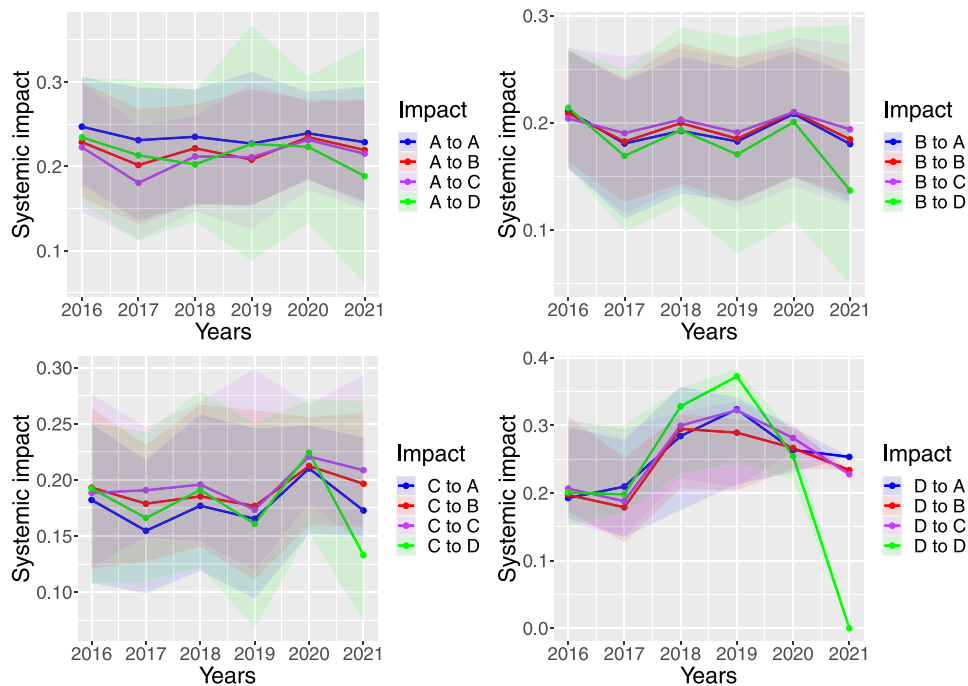 Systemic impact
0.3
0.2
0.1
2016 2017 2018 2019 2020 2021
Years
Impact
A to A
A to B
A to C
A to D
Systemic impact
0.3
0.2
0.1
2016 2017 2018 2019 2020 2021
Years
Impact
B to A
B to B
B to C
B to D
Systemic impact
0.30
0.25
0.20
0.15
0.10
2016 2017 2018 2019 2020 2021
Years
Impact
C to A
C to B
C to C
C to D
Systemic impact
0.4
0.3
0.2
0.1
0.0
2016 2017 2018 2019 2020 2021
Years
Impact
D to A
D to B
D to C
D to D